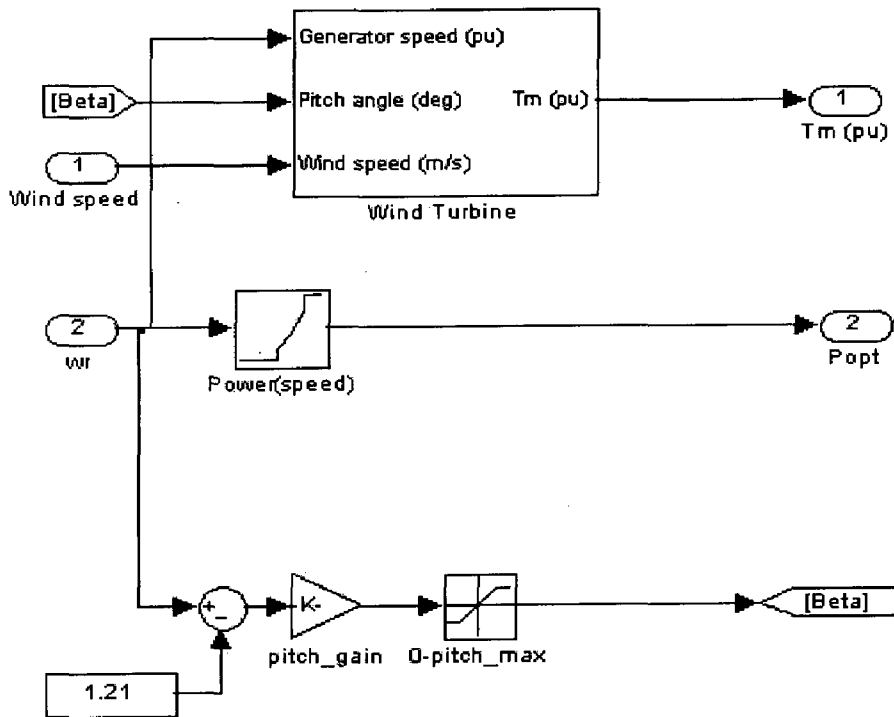 Generator speed (pu)
[Beta]
Pitch angle (deg)
Tm (pu)
1
Tm (pu)
1
Wind speed (m/s)
Wind speed
Wind Turbine
2
wr
Power(speed)
2
Popt
+
−
K-
[Beta]
pitch_gain
0-pitch_max
1.21